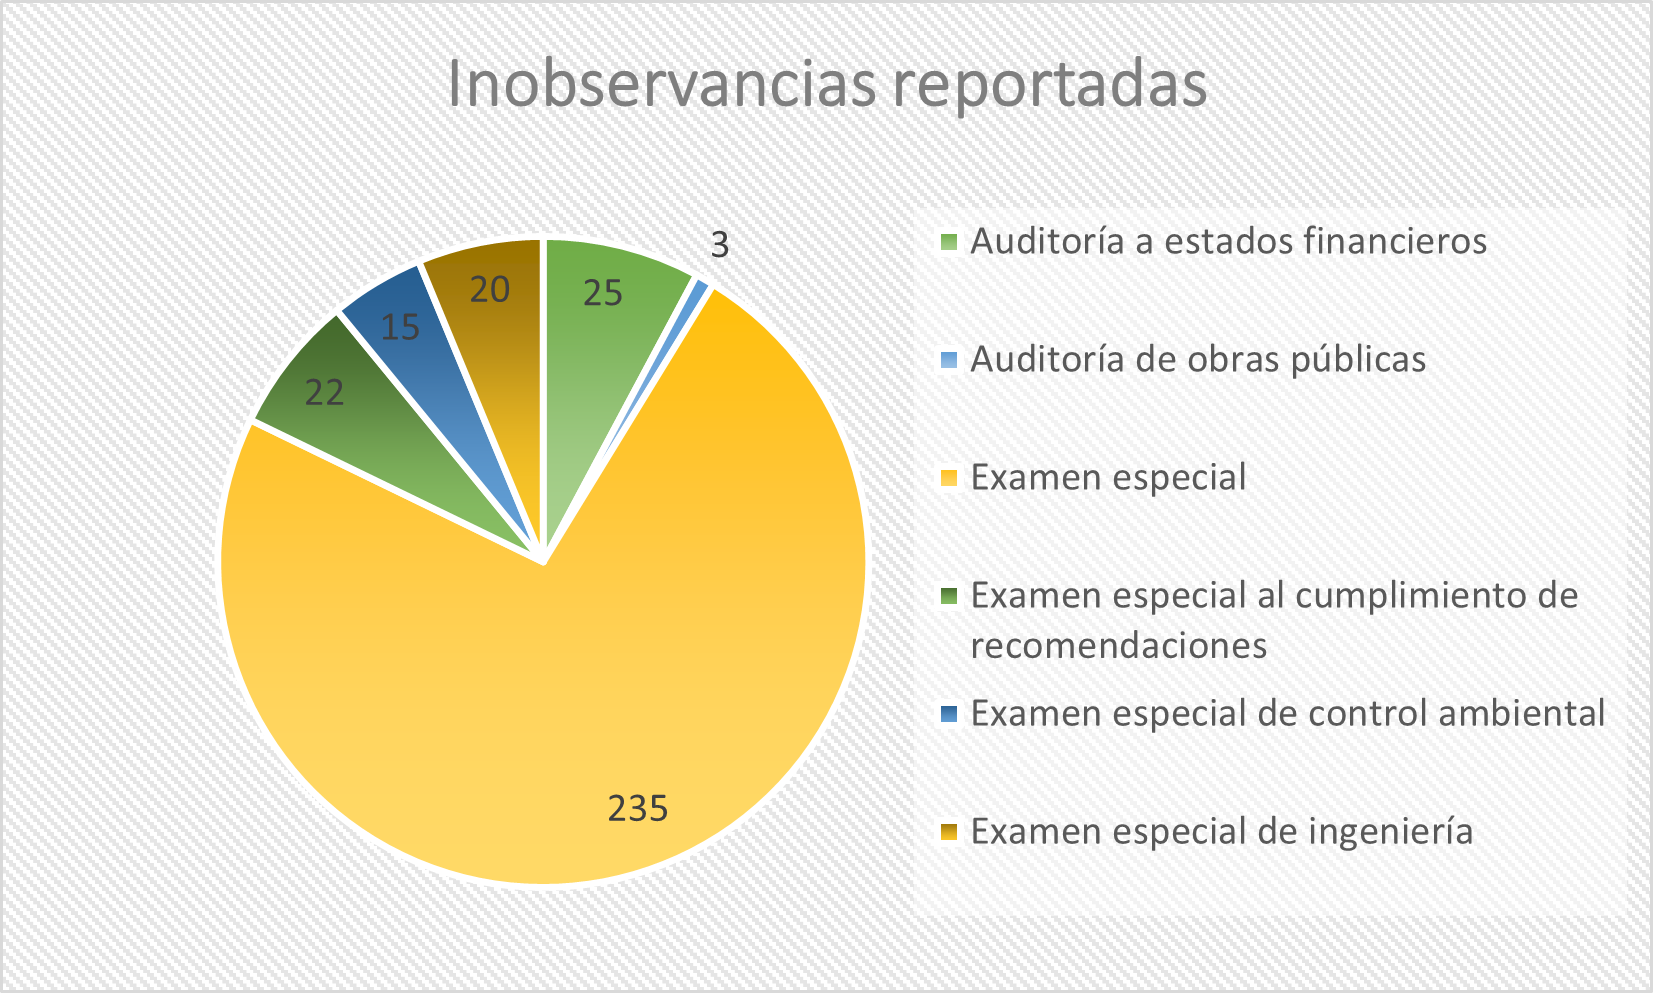 Inobservancias reportadas
3
25
20
15
22
235
Auditoría a estados financieros
Auditoría de obras públicas
Examen especial
Examen especial al cumplimiento de
recomendaciones
Examen especial de control ambiental
Examen especial de ingeniería